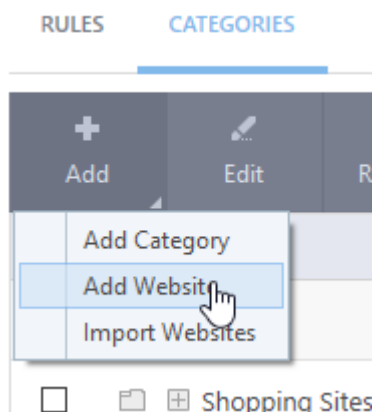 RULES CATEGORIES
Add Edit R
Add Category
Add Website
Import Websites
Shopping Sites